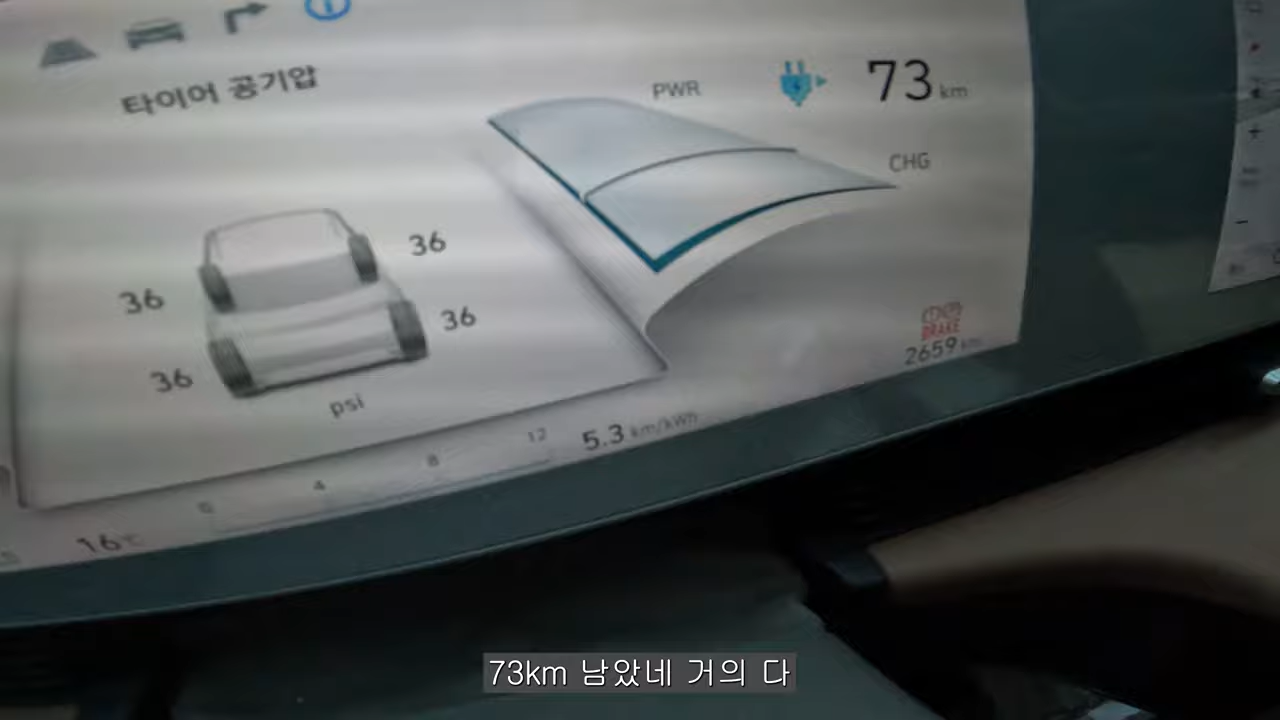 타이어 공기압
PWR
73 km
CHG
36
36
36
36
psi
BRAKE
2659 km
0 4 8 12
5.3 km/kWh
16℃
73km 남았네 거의 다